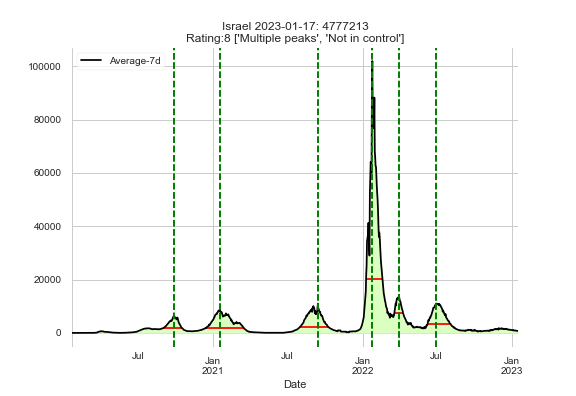 Israel 2023-01-17: 4777213
Rating:8 ['Multiple peaks', 'Not in control']
Average-7d
100000
80000
60000
40000
20000
0
Jul
Jan
2021
Jul
Jan
2022
Jul
Jan
2023
Date